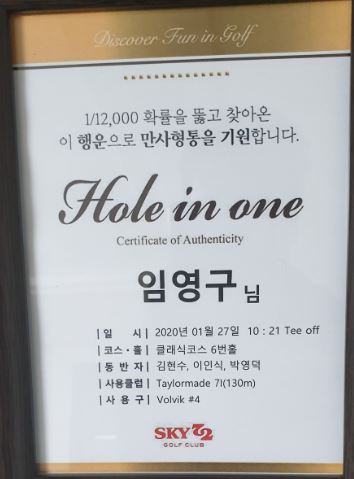 Discover Fun in Golf
1/12,000 확률을 뚫고 찾아온
이 행운으로 만사형통을 기원합니다.
Hole in one
Certificate of Authenticity
임영구 님
| 일 시 | 2020년 01월 27일 10 : 21 Tee off
| 코스 · 홀 | 클래식코스 6번홀
| 동 반 자 | 김현수, 이인식, 박영덕
| 사용클럽 | Taylormade 7I(130m)
| 사 용 구 | Volvik #4
SKY72
GOLF CLUB